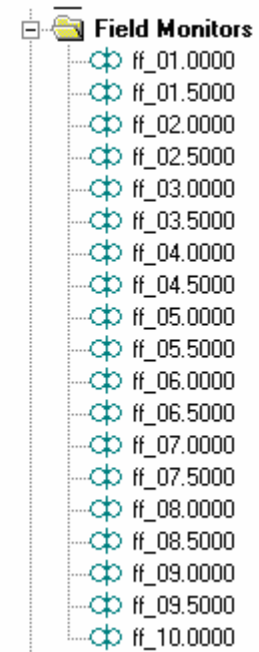 Field Monitors
ff_01.0000
ff_01.5000
ff_02.0000
ff_02.5000
ff_03.0000
ff_03.5000
ff_04.0000
ff_04.5000
ff_05.0000
ff_05.5000
ff_06.0000
ff_06.5000
ff_07.0000
ff_07.5000
ff_08.0000
ff_08.5000
ff_09.0000
ff_09.5000
ff_10.0000